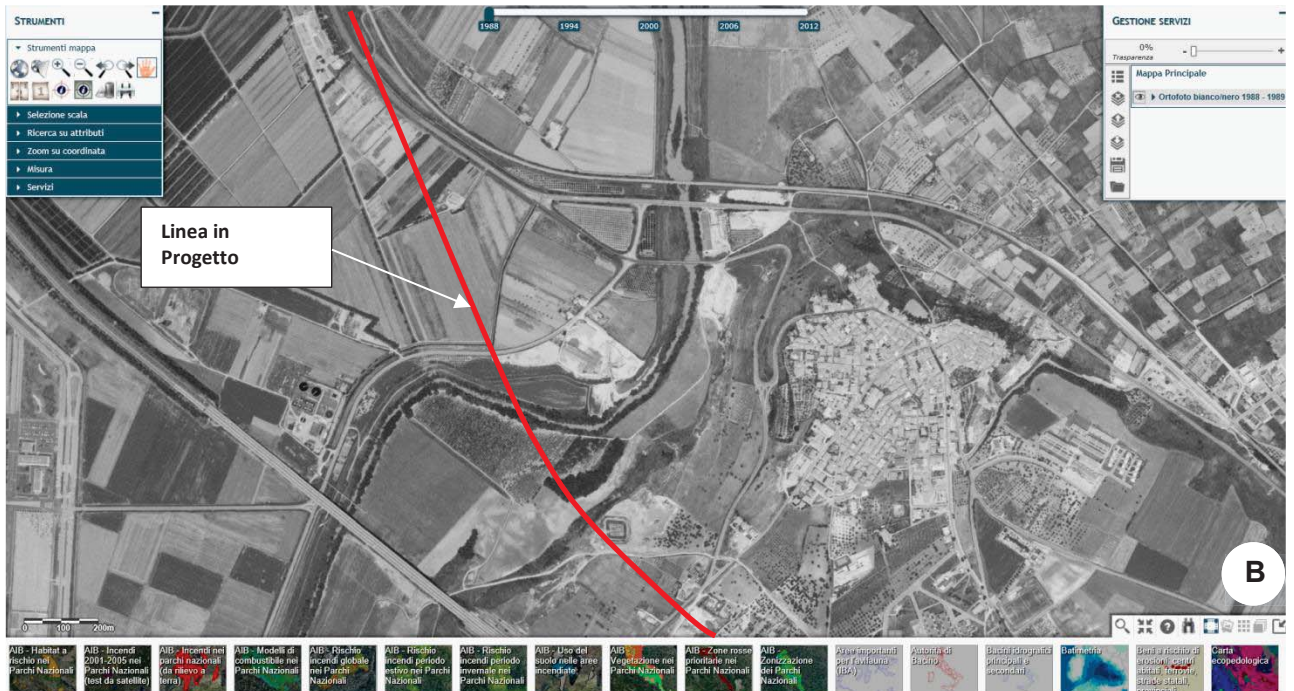 STRUMENTI
Strumenti mappa
Selezione scala
Ricerca su attributi
Zoom su coordinata
Misura
Servizi
1988
1994
2000
2006
2012
GESTIONE SERVIZI
0%
Trasparenza
- +
Mappa Principale
Ortofoto bianco/nero 1988 - 1989
Linea in
Progetto
B
0 100 200m
AIB - Habitat a
rischio nei
Parchi Nazionali
AIB - Incendi
2001-2005 nei
Parchi Nazionali
(test da satellite)
AIB - Incendi nei
parchi nazionali
(da rilievo a
terra)
AIB - Modelli di
combustibile nei
Parchi Nazionali
AIB - Rischio
incendi globale
nei Parchi
Nazionali
AIB - Rischio
incendi periodo
estivo nei Parchi
Nazionali
AIB - Rischio
incendi periodo
invernale nei
Parchi Nazionali
AIB - Uso del
suolo nelle aree
incendiate
AIB -
Vegetazione nei
Parchi Nazionali
AIB - Zone rosse
prioritarie nei
Parchi Nazionali
AIB -
Zonizzazione
dei Parchi
Nazionali
Aree importanti
per l'avifauna
(IBA)
Autorità di
Bacino
Bacini idrografici
principali e
secondari
Batimetria
Beni a rischio di
erosione: centri
abitati, ferrovie,
strade statali,
provinciali
Carta
ecopedologica